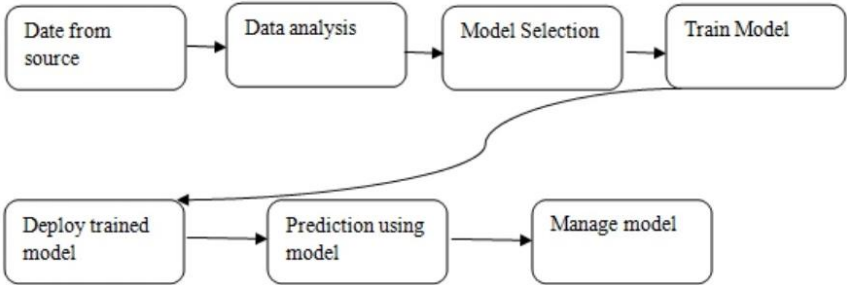 Date from
source
Data analysis
Model Selection
Train Model
Deploy trained
model
Prediction using
model
Manage model